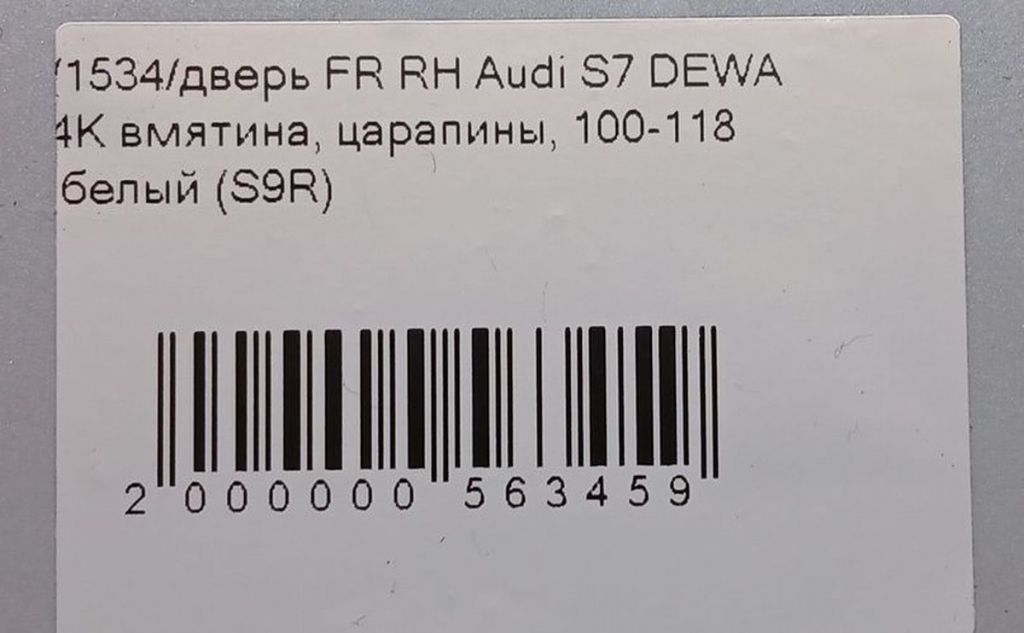 /1534/дверь FR RH Audi S7 DEWA
4K вмятина, царапины, 100-118
белый (S9R)
2 000000 563459